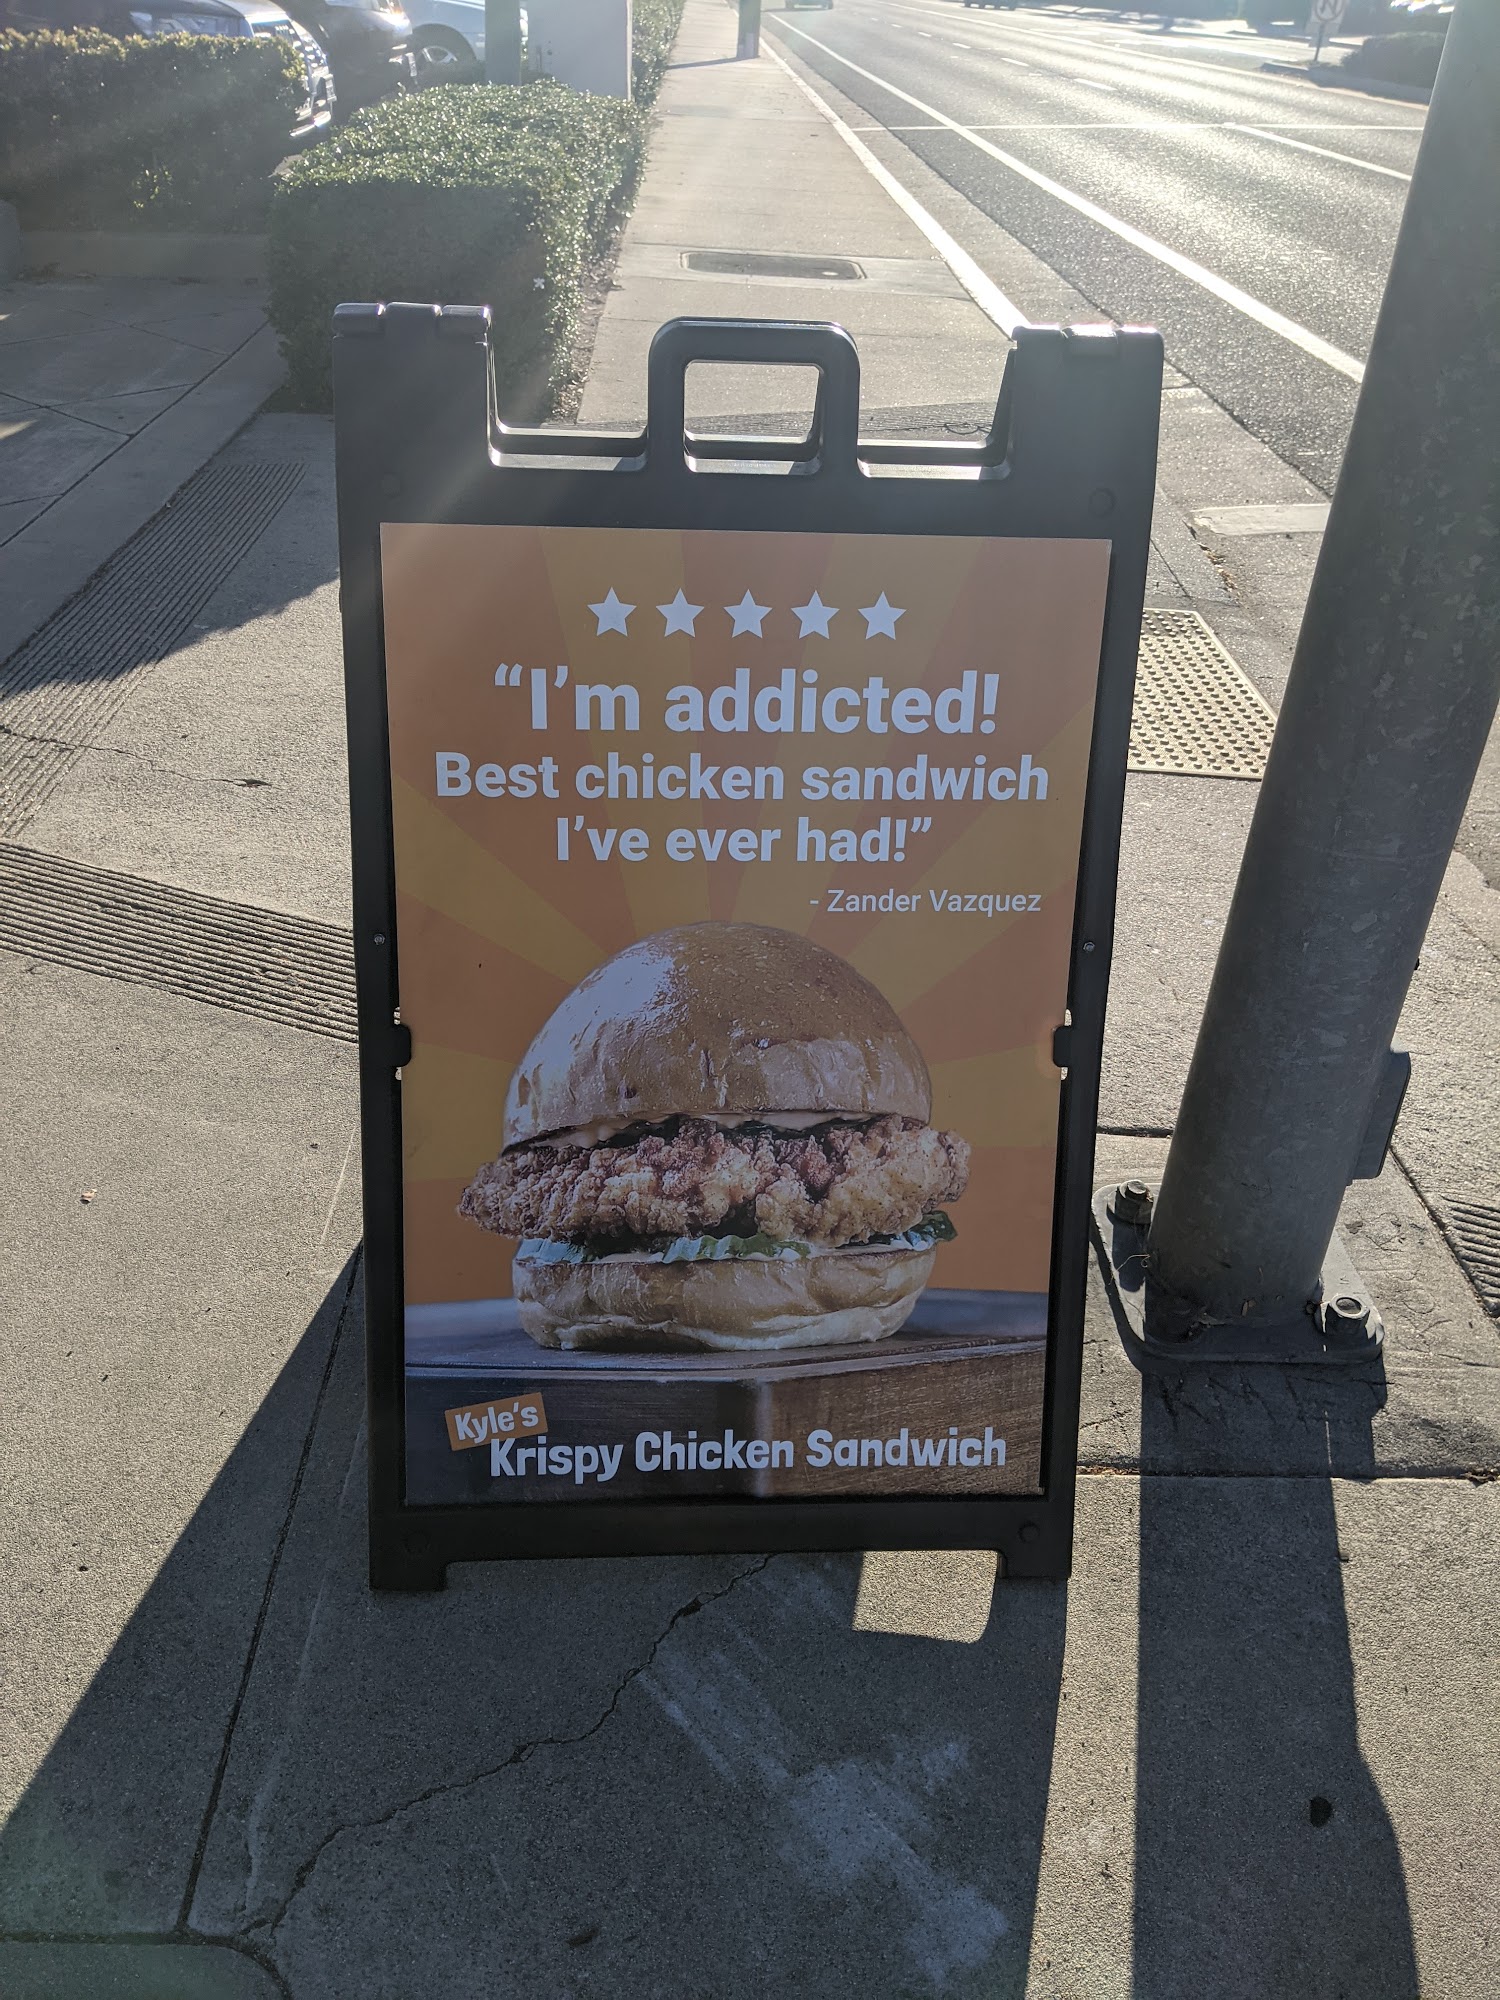 “I’m addicted!
Best chicken sandwich
I’ve ever had!”
- Zander Vazquez
Kyle’s
Krispy Chicken Sandwich